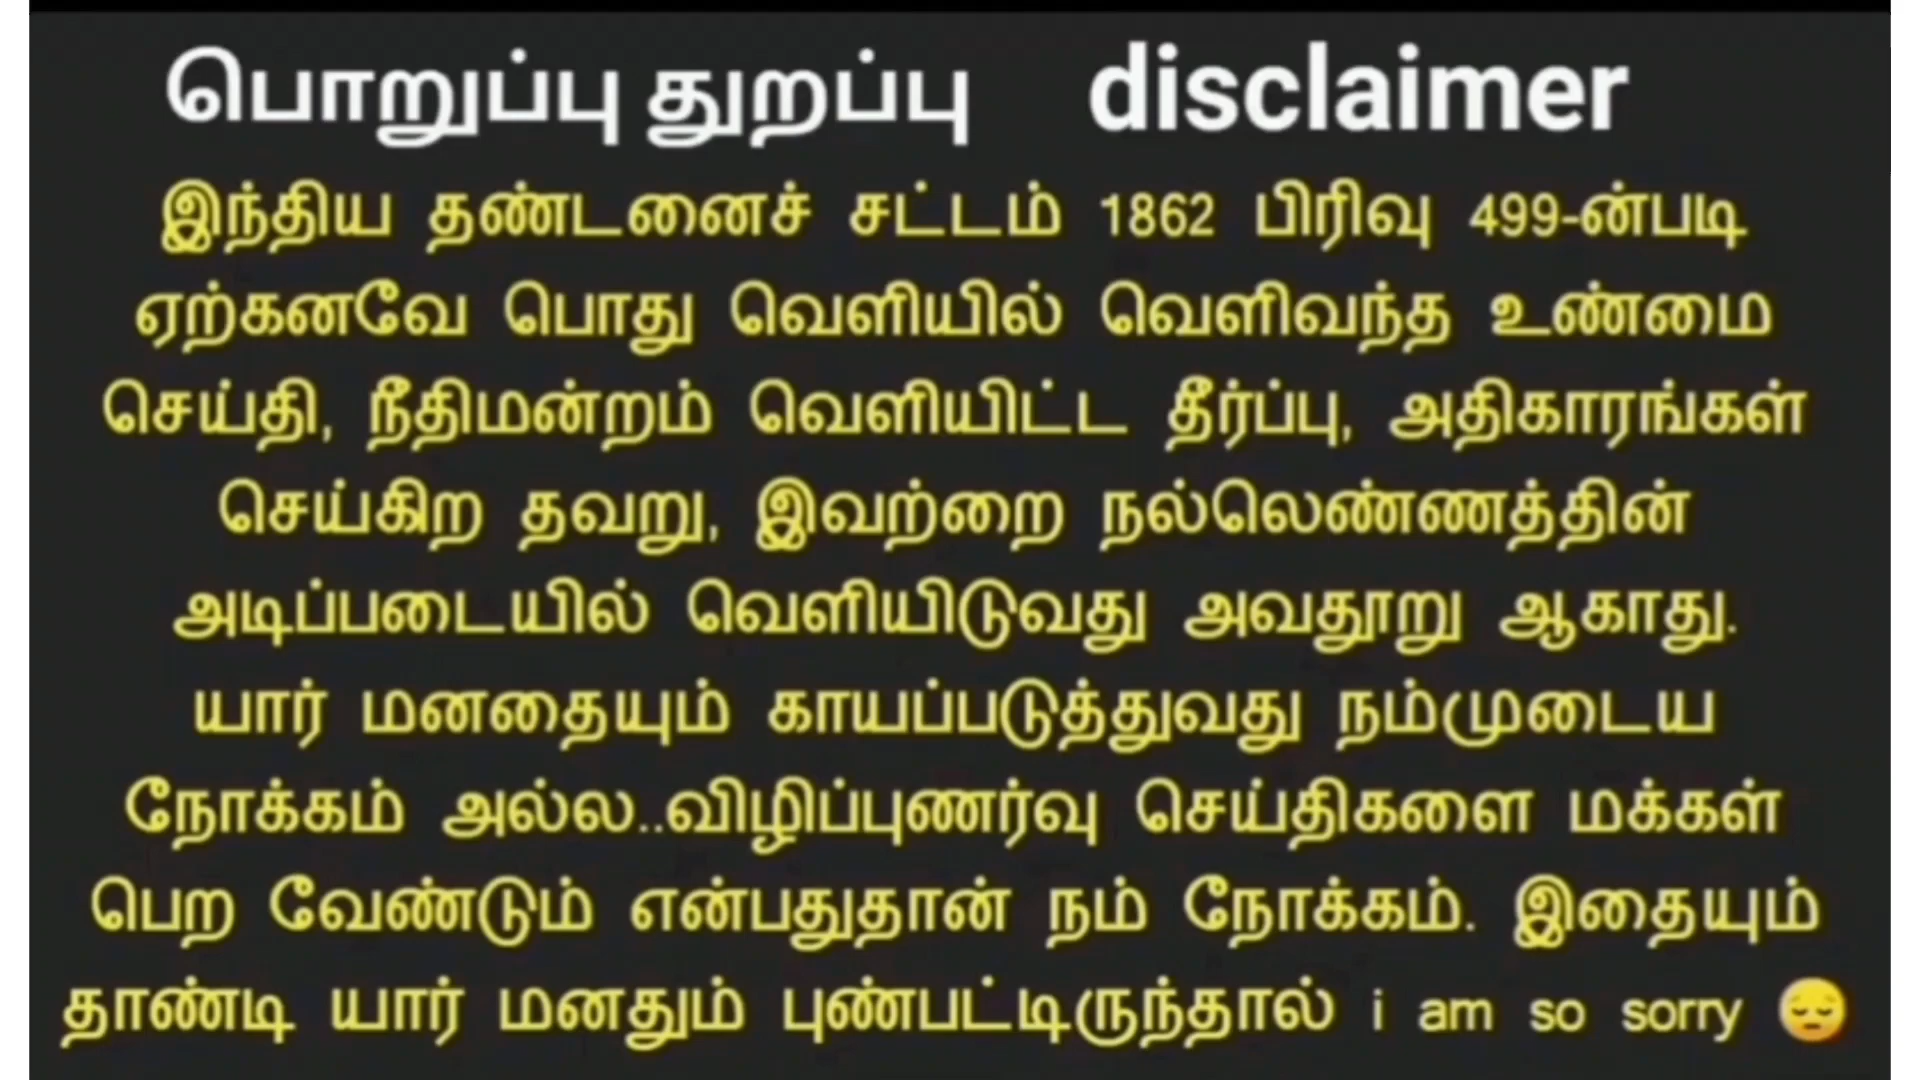 பொறுப்பு துறப்பு disclaimer
இந்திய தண்டனைச் சட்டம் 1862 பிரிவு 499-ன்படி
ஏற்கனவே பொது வெளியில் வெளிவந்த உண்மை
செய்தி, நீதிமன்றம் வெளியிட்ட தீர்ப்பு, அதிகாரங்கள்
செய்கிற தவறு, இவற்றை நல்லெண்ணத்தின்
அடிப்படையில் வெளியிடுவது அவதூறு ஆகாது.
யார் மனதையும் காயப்படுத்துவது நம்முடைய
நோக்கம் அல்ல..விழிப்புணர்வு செய்திகளை மக்கள்
பெற வேண்டும் என்பதுதான் நம் நோக்கம். இதையும்
தாண்டி யார் மனதும் புண்பட்டிருந்தால் i am so sorry 😔